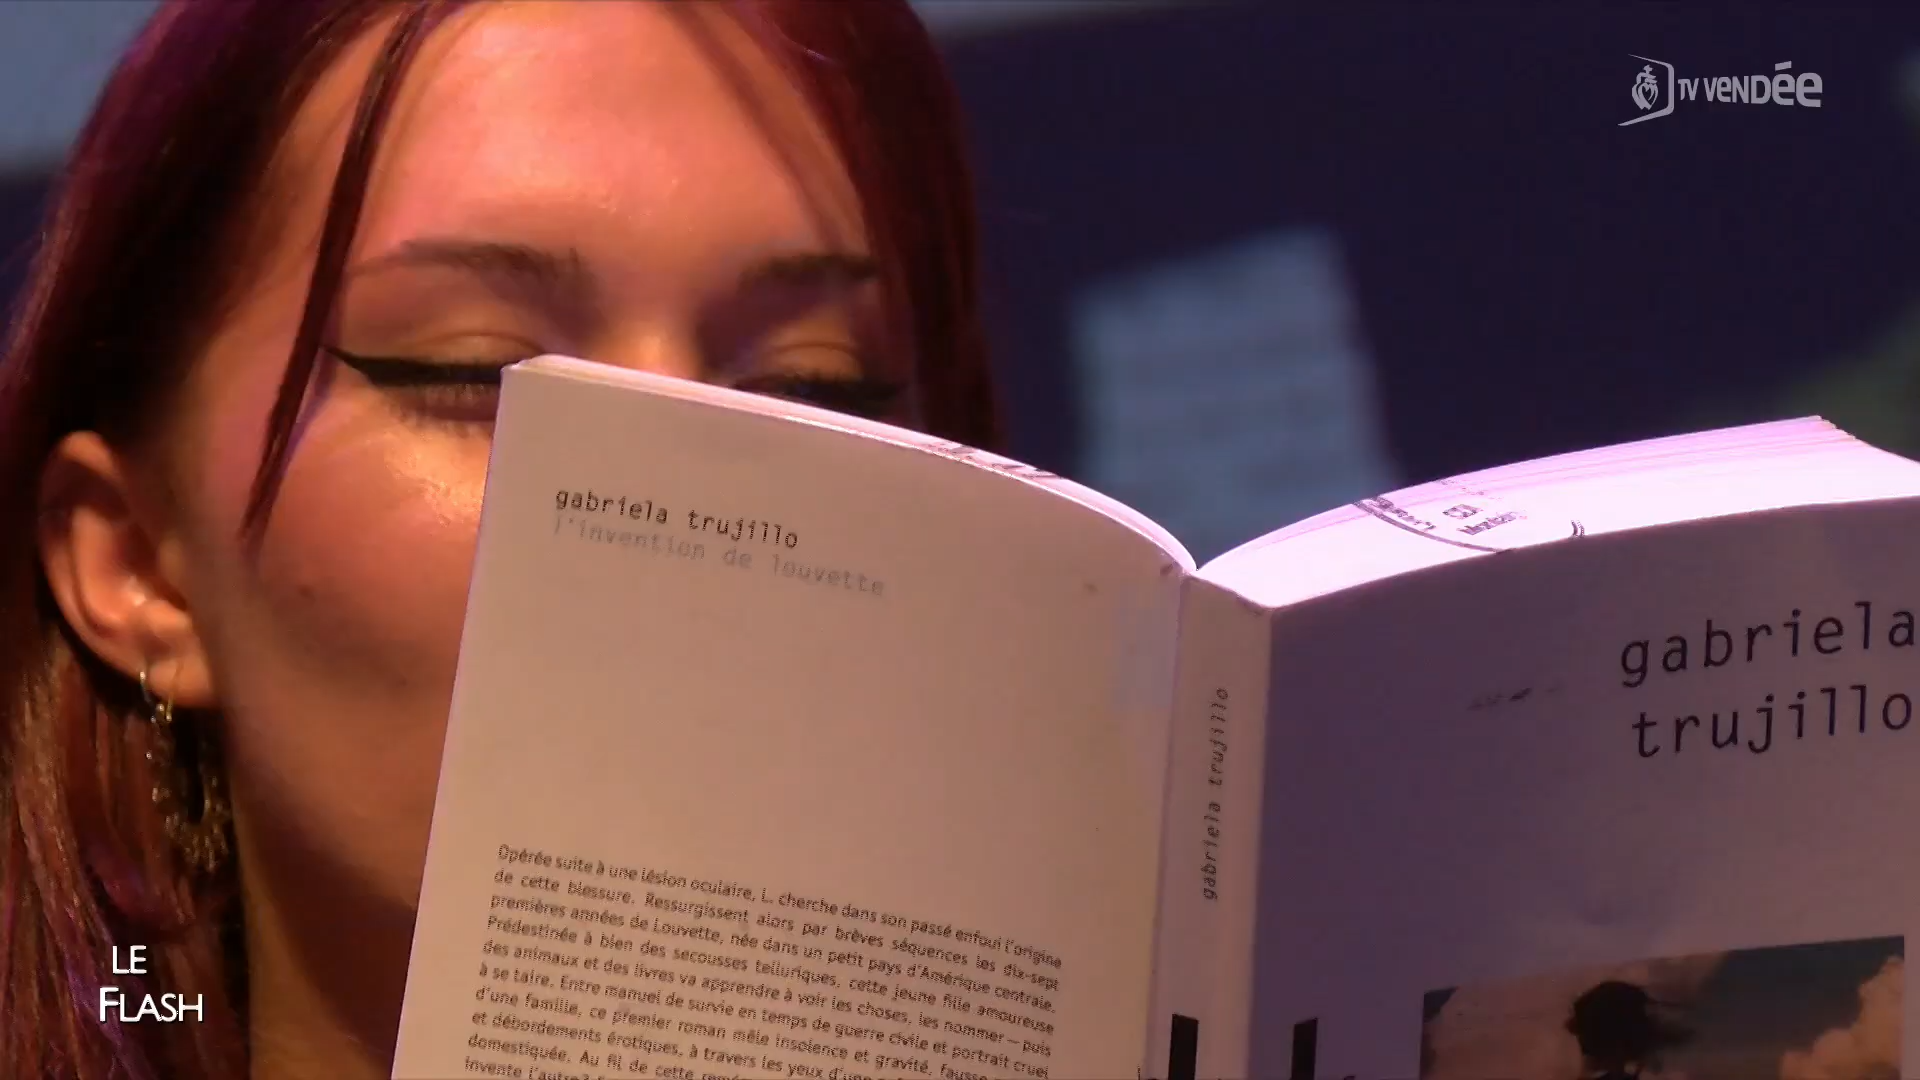 TV VENDÉE
gabriela trujillo
l'invention de louvette
gabriela
trujillo
gabriela trujillo
Opérée suite à une lésion oculaire, L. cherche dans son passé enfoui l'origine
de cette blessure. Ressurgissent alors par brèves séquences les dix-sept
premières années de Louvette, née dans un petit pays d'Amérique centrale.
Prédestinée à bien des secousses telluriques, cette jeune fille amoureuse
des animaux et des livres va apprendre à voir les choses, les nommer – puis
à se taire. Entre manuel de survie en temps de guerre civile et portrait cruel
d'une famille, ce premier roman mêle insolence et gravité, fausse
et débordements érotiques, à travers les yeux d'une
domestiquée. Au fil de cette
invente l'autre?
LE
FLASH